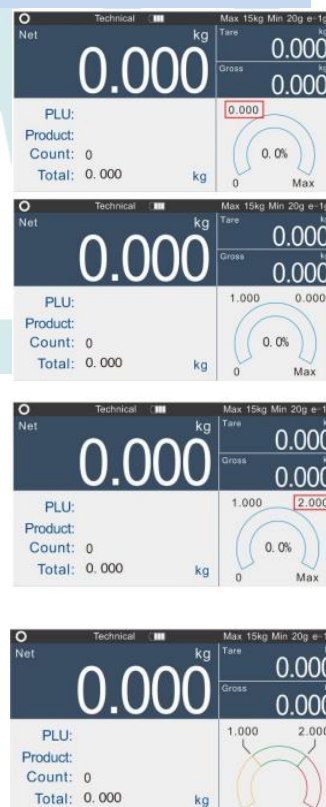 Technical Max 15kg Min 20g e-1g
Net kg Tare kg
0.000 0.000
Gross kg
0.000
PLU: 0.000
Product:
Count: 0 0.0%
Total: 0.000 kg 0 Max
Technical Max 15kg Min 20g e-1g
Net kg Tare kg
0.000 0.000
Gross kg
0.000
PLU: 1.000 0.000
Product:
Count: 0 0.0%
Total: 0.000 kg 0 Max
Technical Max 15kg Min 20g e-1
Net kg Tare
0.000 0.000
Gross
0.000
PLU: 1.000 2.000
Product:
Count: 0 0.0%
Total: 0.000 kg 0 Max
Technical Max 15kg Min 20g e-1
Net kg Tare
0.000 0.000
Gross
0.000
PLU: 1.000 2.000
Product:
Count: 0
Total: 0.000 kg